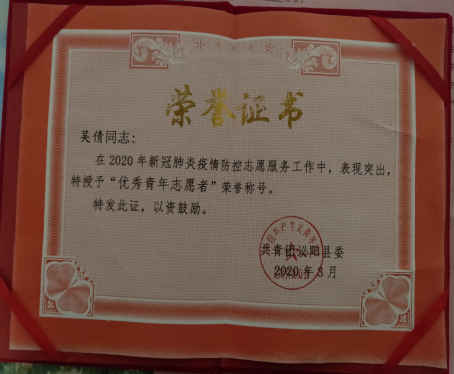 荣誉证书
吴倩同志：
在2020年新冠肺炎疫情防控志愿服务工作中，表现突出，
特授予“优秀青年志愿者”荣誉称号。
特发此证，以资鼓励。
共青团泌阳县委
2020年3月